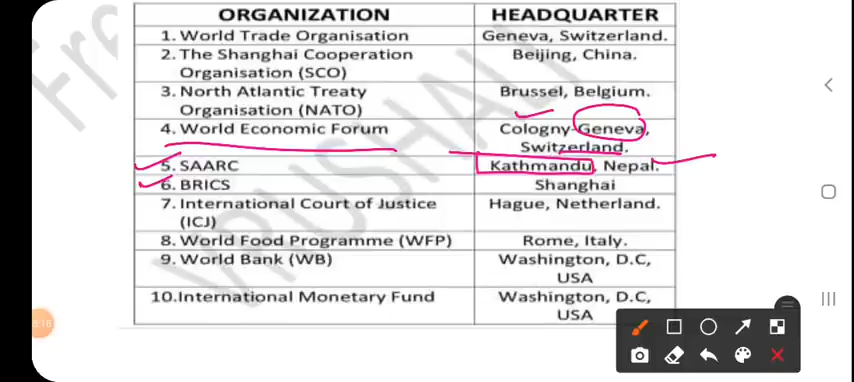 ORGANIZATION HEADQUARTER
1. World Trade Organisation Geneva, Switzerland.
2. The Shanghai Cooperation Beijing, China.
Organisation (SCO)
3. North Atlantic Treaty Brussel, Belgium.
Organisation (NATO)
4. World Economic Forum Cologny-Geneva,
Switzerland.
5. SAARC Kathmandu, Nepal.
6. BRICS Shanghai
7. International Court of Justice Hague, Netherland.
(ICJ)
8. World Food Programme (WFP) Rome, Italy.
9. World Bank (WB) Washington, D.C,
USA
10.International Monetary Fund Washington, D.C,
USA